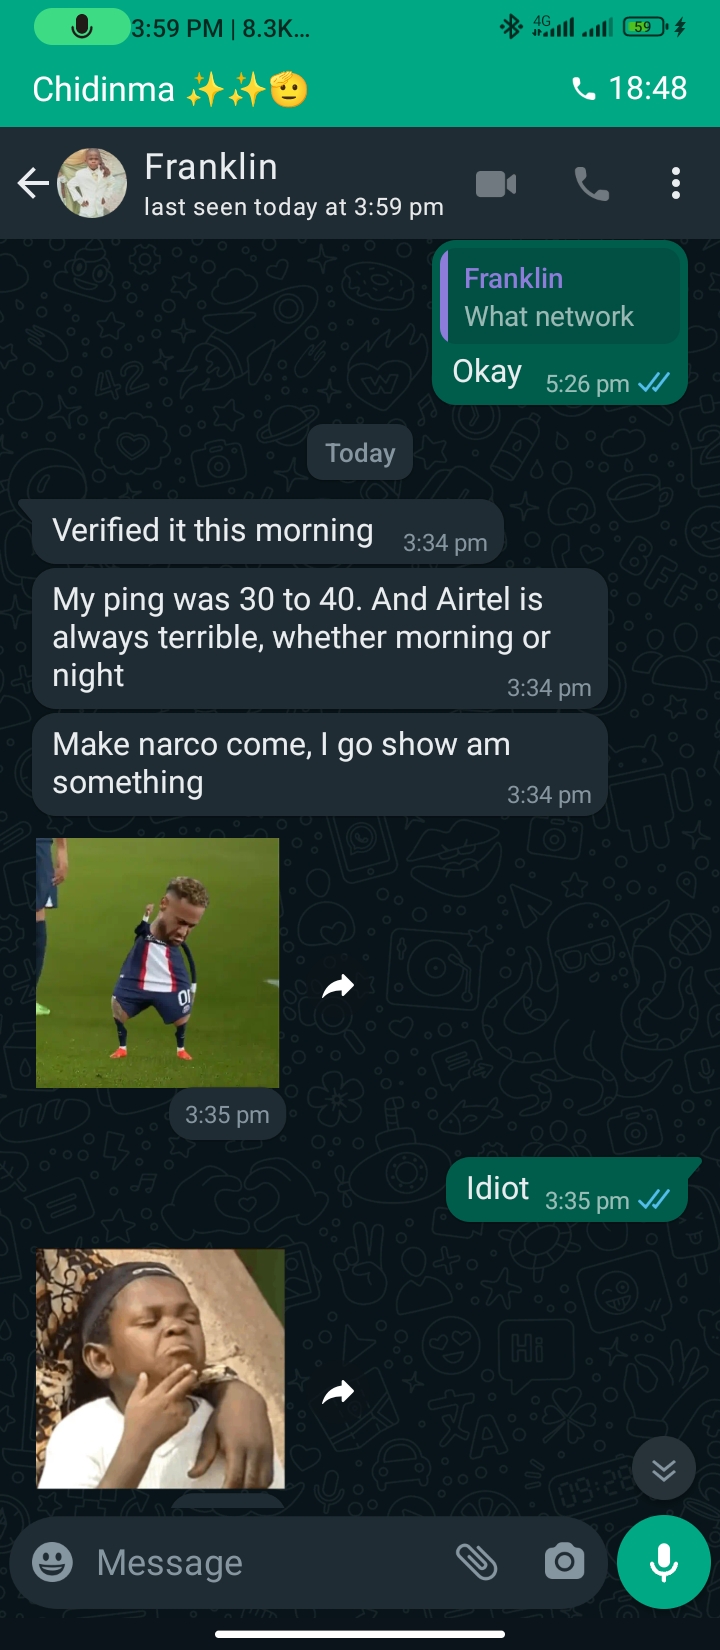 3:59 PM | 8.3K...
4G
59
Chidinma ✨✨🫡
18:48
Franklin
last seen today at 3:59 pm
Franklin
What network
Okay 5:26 pm
Today
Verified it this morning 3:34 pm
My ping was 30 to 40. And Airtel is
always terrible, whether morning or
night 3:34 pm
Make narco come, I go show am
something 3:34 pm
3:35 pm
Idiot 3:35 pm
Message